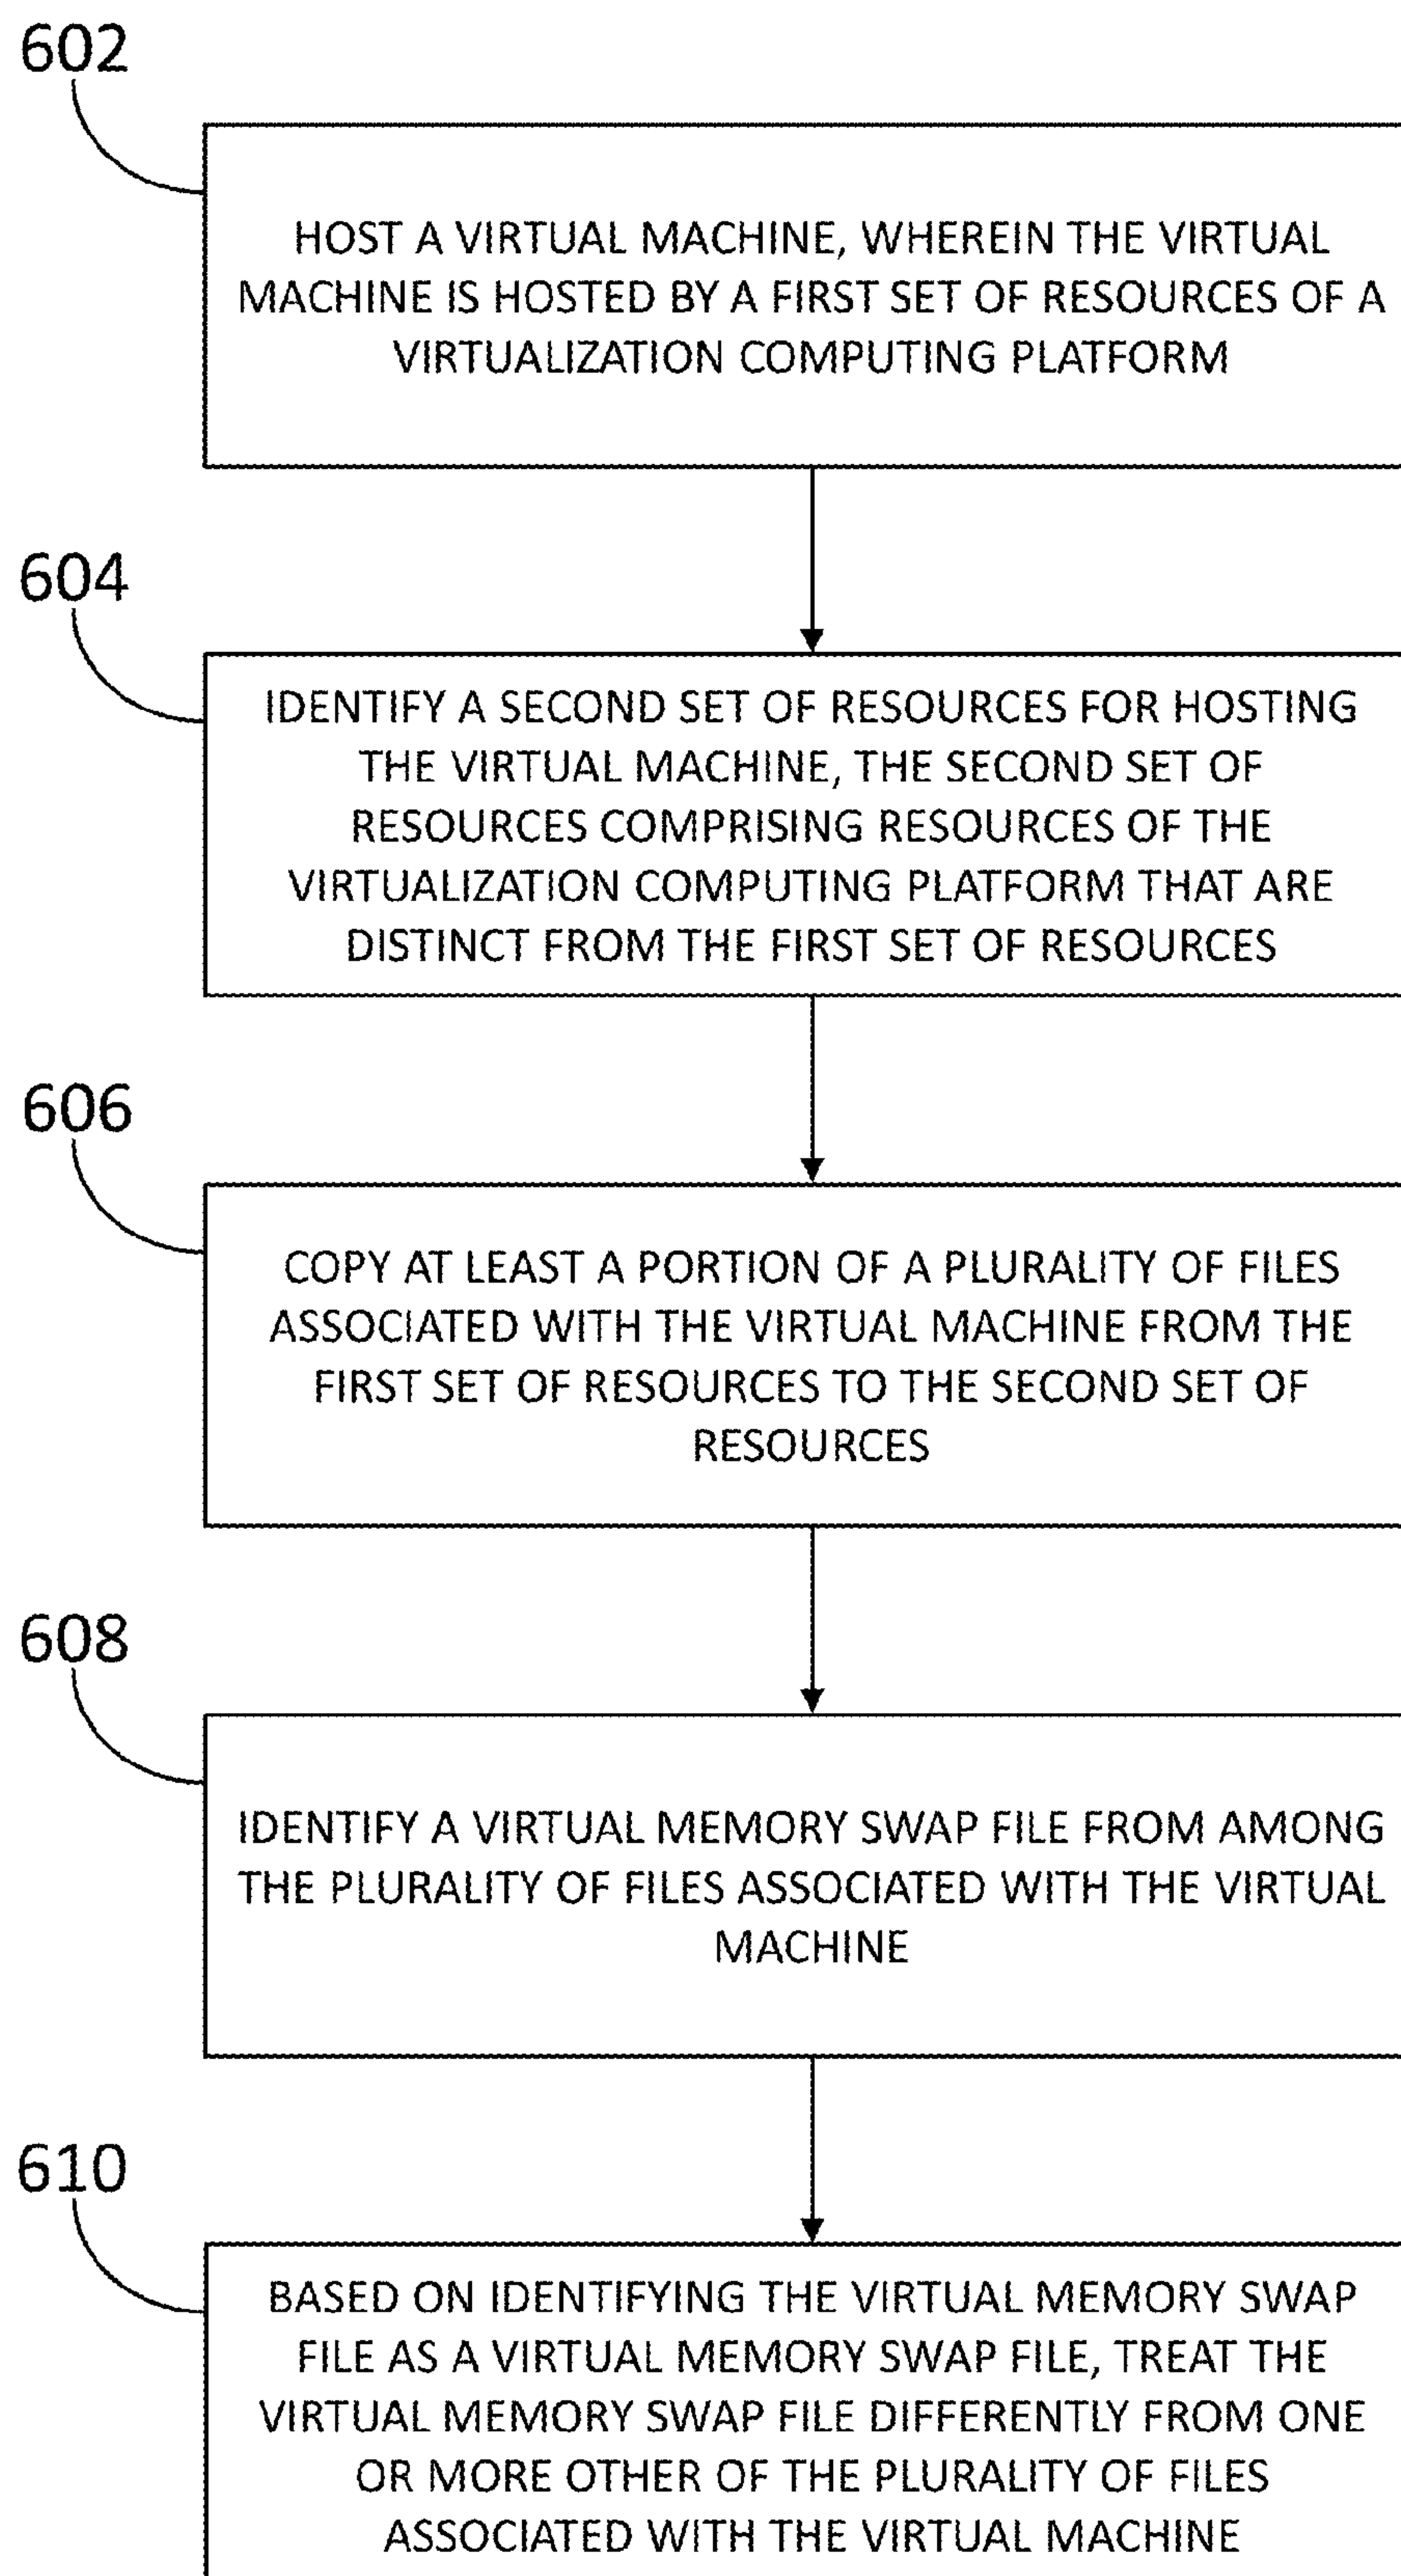 602
HOST A VIRTUAL MACHINE, WHEREIN THE VIRTUAL
MACHINE IS HOSTED BY A FIRST SET OF RESOURCES OF A
VIRTUALIZATION COMPUTING PLATFORM
604
IDENTIFY A SECOND SET OF RESOURCES FOR HOSTING
THE VIRTUAL MACHINE, THE SECOND SET OF
RESOURCES COMPRISING RESOURCES OF THE
VIRTUALIZATION COMPUTING PLATFORM THAT ARE
DISTINCT FROM THE FIRST SET OF RESOURCES
606
COPY AT LEAST A PORTION OF A PLURALITY OF FILES
ASSOCIATED WITH THE VIRTUAL MACHINE FROM THE
FIRST SET OF RESOURCES TO THE SECOND SET OF
RESOURCES
608
IDENTIFY A VIRTUAL MEMORY SWAP FILE FROM AMONG
THE PLURALITY OF FILES ASSOCIATED WITH THE VIRTUAL
MACHINE
610
BASED ON IDENTIFYING THE VIRTUAL MEMORY SWAP
FILE AS A VIRTUAL MEMORY SWAP FILE, TREAT THE
VIRTUAL MEMORY SWAP FILE DIFFERENTLY FROM ONE
OR MORE OTHER OF THE PLURALITY OF FILES
ASSOCIATED WITH THE VIRTUAL MACHINE